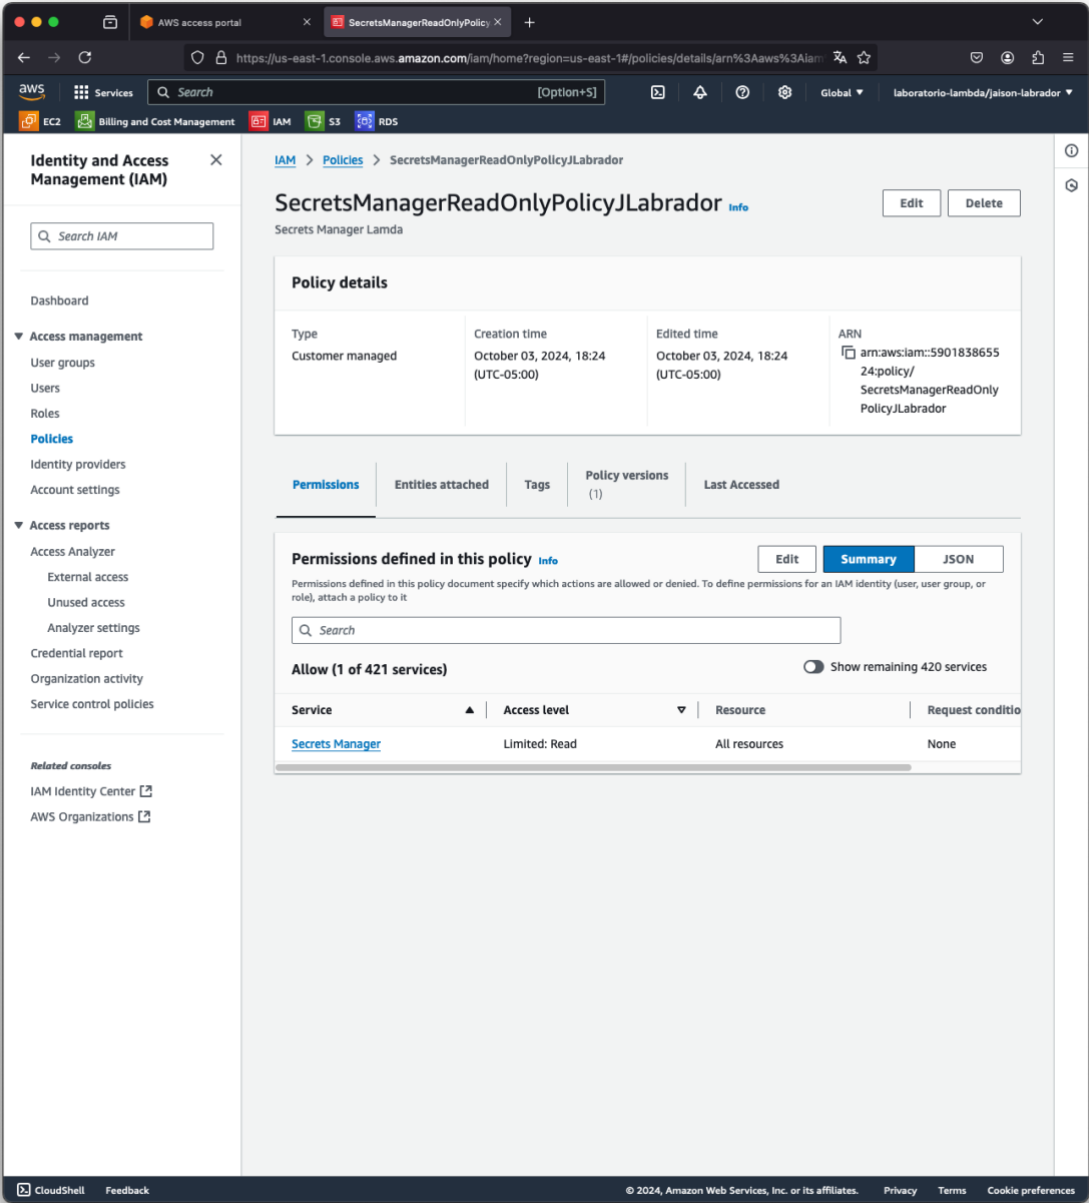 AWS access portal
SecretsManagerReadOnlyPolicy
https://us-east-1.console.aws.amazon.com/iam/home?region=us-east-1#/policies/details/arn%3Aaws%3Aiam
aws
Services
Search
[Option+S]
Global
laboratorio-lambda/jaison-labrador
EC2
Billing and Cost Management
IAM
S3
RDS
Identity and Access
Management (IAM)
Search IAM
Dashboard
Access management
User groups
Users
Roles
Policies
Identity providers
Account settings
Access reports
Access Analyzer
External access
Unused access
Analyzer settings
Credential report
Organization activity
Service control policies
Related consoles
IAM Identity Center
AWS Organizations
IAM > Policies > SecretsManagerReadOnlyPolicyJLabrador
SecretsManagerReadOnlyPolicyJLabrador Info
Edit
Delete
Secrets Manager Lamda
Policy details
Type
Customer managed
Creation time
October 03, 2024, 18:24
(UTC-05:00)
Edited time
October 03, 2024, 18:24
(UTC-05:00)
ARN
arn:aws:iam::5901838655
24:policy/
SecretsManagerReadOnly
PolicyJLabrador
Permissions
Entities attached
Tags
Policy versions
(1)
Last Accessed
Permissions defined in this policy Info
Edit
Summary
JSON
Permissions defined in this policy document specify which actions are allowed or denied. To define permissions for an IAM identity (user, user group, or
role), attach a policy to it
Search
Allow (1 of 421 services)
Show remaining 420 services
Service
Access level
Resource
Request conditio
Secrets Manager
Limited: Read
All resources
None
CloudShell
Feedback
© 2024, Amazon Web Services, Inc. or its affiliates.
Privacy
Terms
Cookie preferences